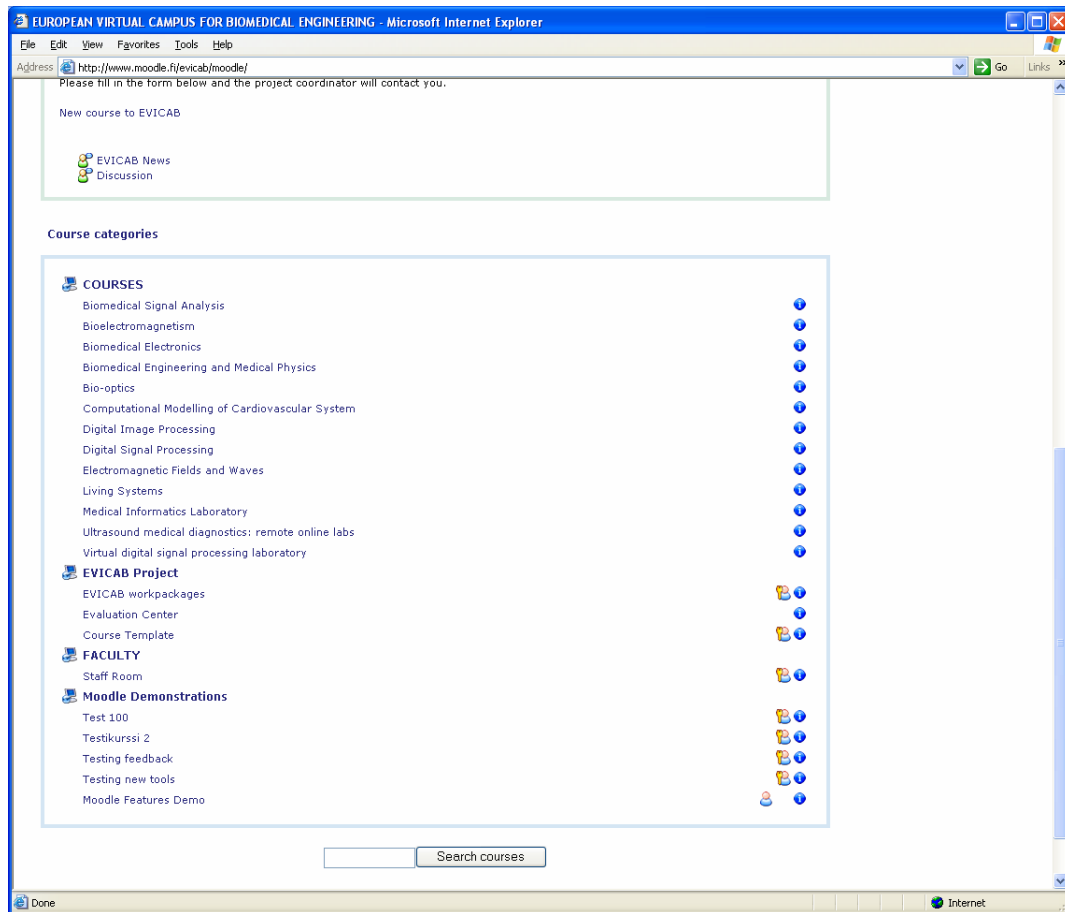 EUROPEAN VIRTUAL CAMPUS FOR BIOMEDICAL ENGINEERING - Microsoft Internet Explorer
File Edit View Favorites Tools Help
Address http://www.moodle.fi/evicab/moodle/ Go Links »
Please fill in the form below and the project coordinator will contact you.
New course to EVICAB
EVICAB News
Discussion
Course categories
COURSES
Biomedical Signal Analysis
Bioelectromagnetism
Biomedical Electronics
Biomedical Engineering and Medical Physics
Bio-optics
Computational Modelling of Cardiovascular System
Digital Image Processing
Digital Signal Processing
Electromagnetic Fields and Waves
Living Systems
Medical Informatics Laboratory
Ultrasound medical diagnostics: remote online labs
Virtual digital signal processing laboratory
EVICAB Project
EVICAB workpackages
Evaluation Center
Course Template
FACULTY
Staff Room
Moodle Demonstrations
Test 100
Testikurssi 2
Testing feedback
Testing new tools
Moodle Features Demo
Search courses
Done Internet